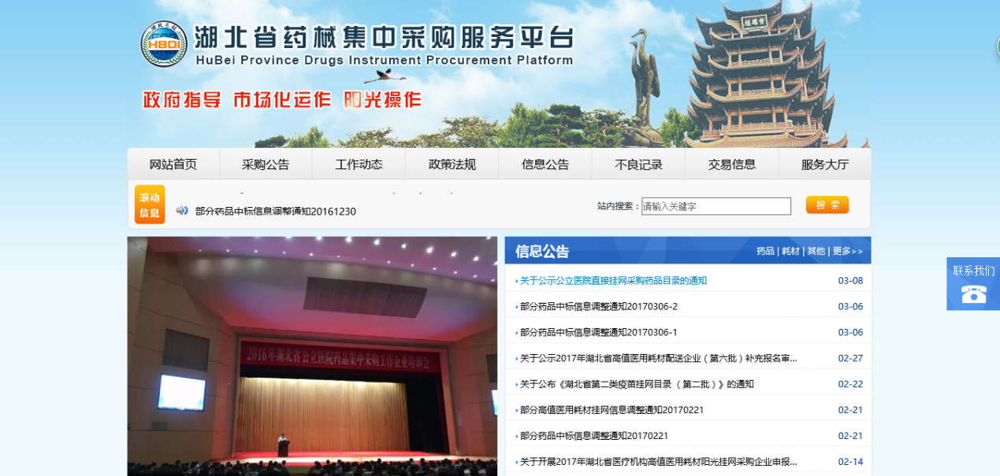 HBDI
湖北省药械集中采购服务平台
HuBei Province Drugs Instrument Procurement Platform
政府指导 市场化运作 阳光操作
网站首页 采购公告 工作动态 政策法规 信息公告 不良记录 交易信息 服务大厅
滚动
信息
部分药品中标信息调整通知20161230
站内搜索：请输入关键字 搜 索
联系我们
2016年湖北省公立医院药品集中采购工作企业培训会
信息公告 药品 | 耗材 | 其他 | 更多>>
关于公示公立医院直接挂网采购药品目录的通知 03-08
部分药品中标信息调整通知20170306-2 03-06
部分药品中标信息调整通知20170306-1 03-06
关于公示2017年湖北省高值医用耗材配送企业（第六批）补充报名审... 02-27
关于公布《湖北省第二类疫苗挂网目录 （第二批）》的通知 02-22
部分高值医用耗材挂网信息调整通知20170221 02-21
部分药品中标信息调整通知20170221 02-21
关于开展2017年湖北省医疗机构高值医用耗材阳光挂网采购企业申报... 02-14